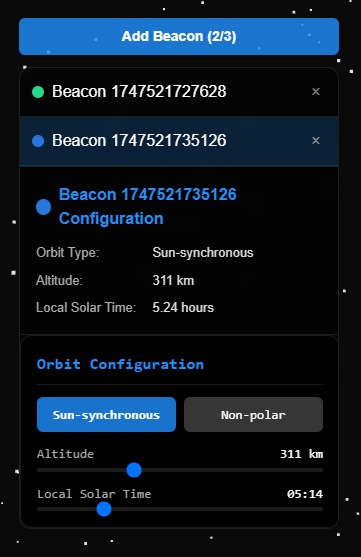 Add Beacon (2/3)
Beacon 1747521727628 ×
Beacon 1747521735126 ×
Beacon 1747521735126
Configuration
Orbit Type: Sun-synchronous
Altitude: 311 km
Local Solar Time: 5.24 hours
Orbit Configuration
Sun-synchronous Non-polar
Altitude 311 km
Local Solar Time 05:14